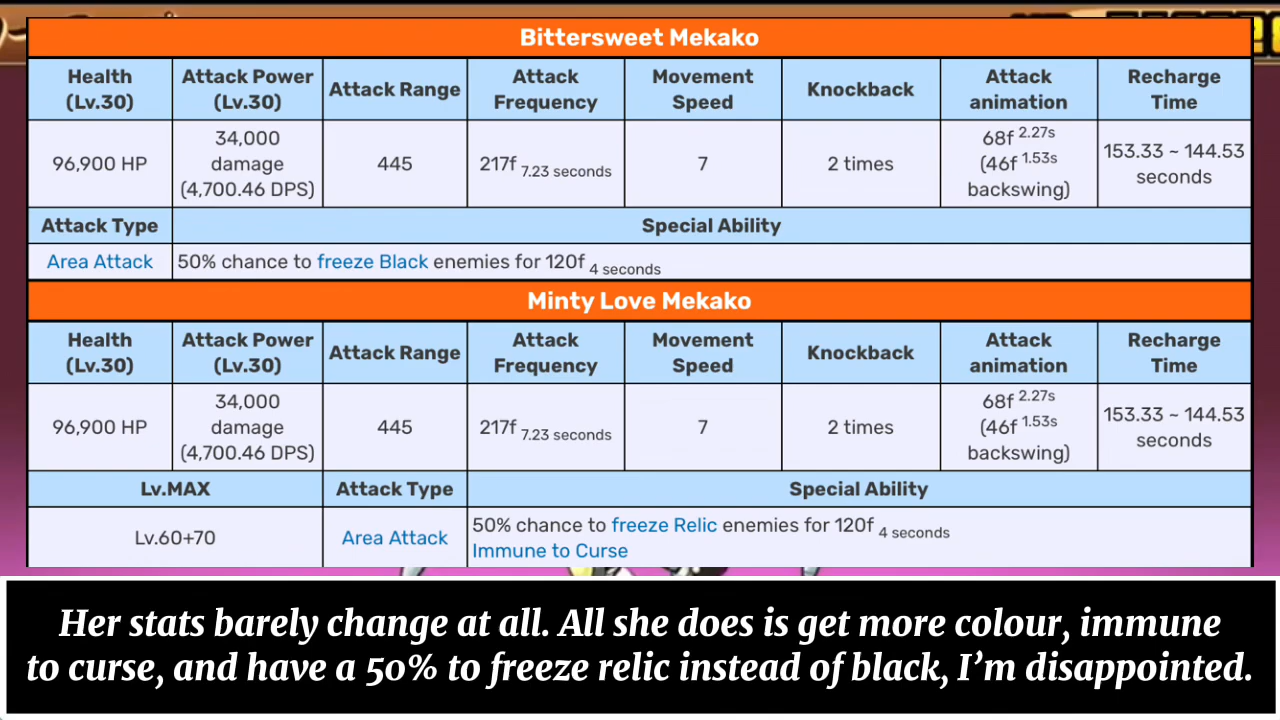 Bittersweet Mekako
Health (Lv.30) Attack Power (Lv.30) Attack Range Attack Frequency Movement Speed Knockback Attack animation Recharge Time
96,900 HP 34,000 damage (4,700.46 DPS) 445 217f 7.23 seconds 7 2 times 68f 2.27s (46f 1.53s backswing) 153.33 ~ 144.53 seconds
Attack Type Special Ability
Area Attack 50% chance to freeze Black enemies for 120f 4 seconds
Minty Love Mekako
Health (Lv.30) Attack Power (Lv.30) Attack Range Attack Frequency Movement Speed Knockback Attack animation Recharge Time
96,900 HP 34,000 damage (4,700.46 DPS) 445 217f 7.23 seconds 7 2 times 68f 2.27s (46f 1.53s backswing) 153.33 ~ 144.53 seconds
Lv.MAX Attack Type Special Ability
Lv.60+70 Area Attack 50% chance to freeze Relic enemies for 120f 4 seconds
Immune to Curse
Her stats barely change at all. All she does is get more colour, immune
to curse, and have a 50% to freeze relic instead of black, I'm disappointed.